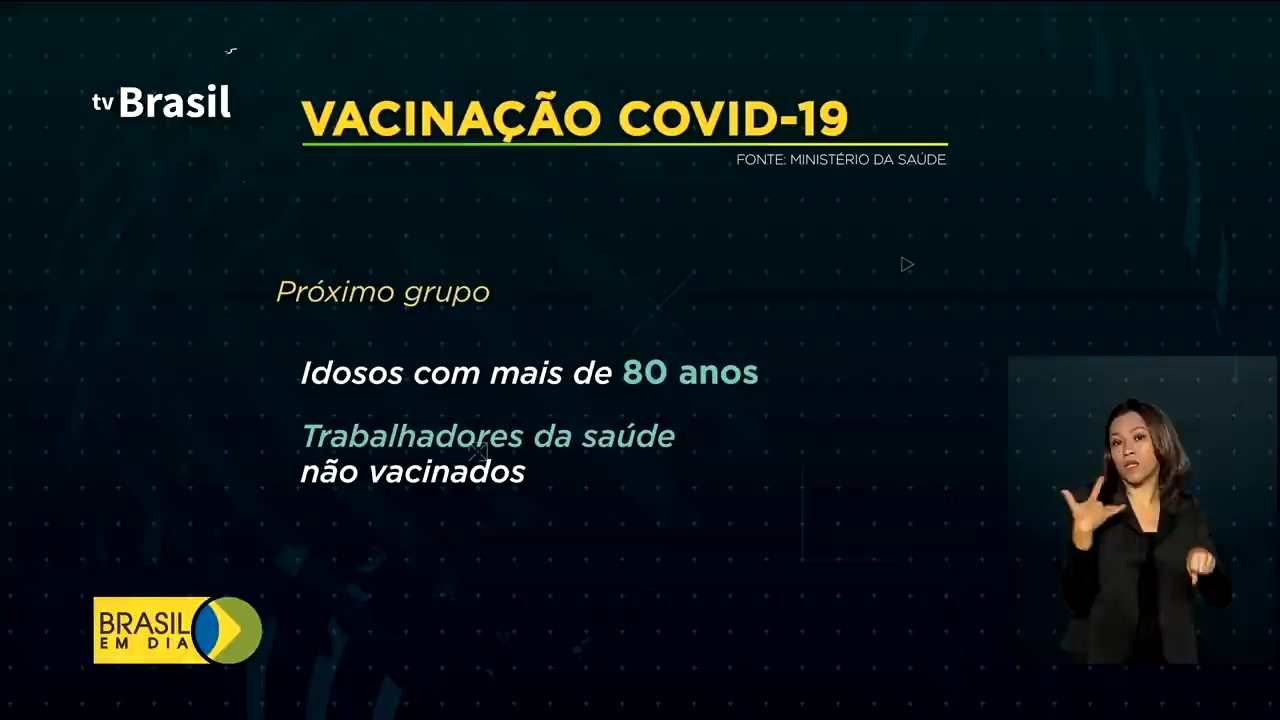 tv Brasil
VACINAÇÃO COVID-19
FONTE: MINISTÉRIO DA SAÚDE
Próximo grupo
Idosos com mais de 80 anos
Trabalhadores da saúde
não vacinados
BRASIL
EM DIA